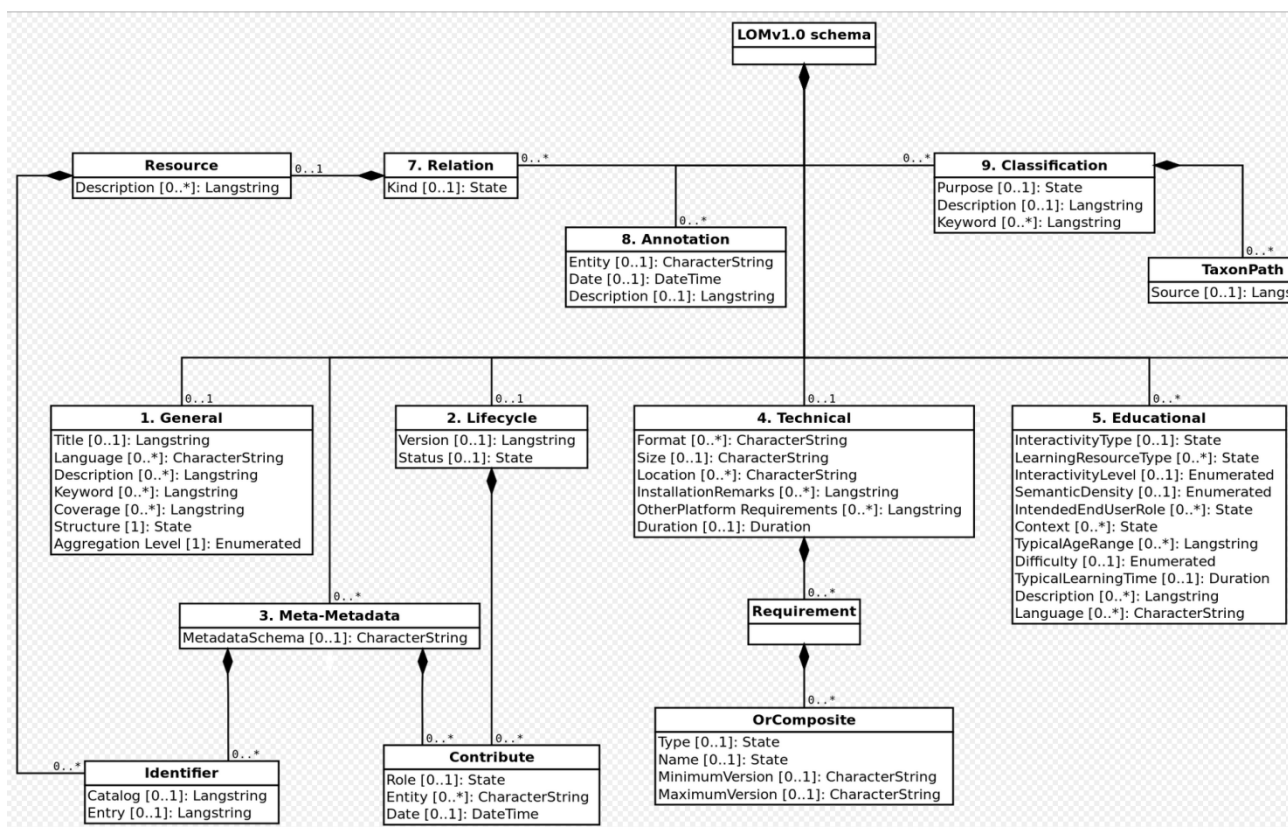 LOMv1.0 schema
Resource
Description [0..*]: Langstring
0..1
7. Relation
Kind [0..1]: State
0..*
0..*
9. Classification
Purpose [0..1]: State
Description [0..1]: Langstring
Keyword [0..*]: Langstring
0..*
8. Annotation
Entity [0..1]: CharacterString
Date [0..1]: DateTime
Description [0..1]: Langstring
0..*
TaxonPath
Source [0..1]: Langs
0..1
1. General
Title [0..1]: Langstring
Language [0..*]: CharacterString
Description [0..*]: Langstring
Keyword [0..*]: Langstring
Coverage [0..*]: Langstring
Structure [1]: State
Aggregation Level [1]: Enumerated
0..1
2. Lifecycle
Version [0..1]: Langstring
Status [0..1]: State
0..1
4. Technical
Format [0..*]: CharacterString
Size [0..1]: CharacterString
Location [0..*]: CharacterString
InstallationRemarks [0..*]: Langstring
OtherPlatform Requirements [0..*]: Langstring
Duration [0..1]: Duration
0..*
5. Educational
InteractivityType [0..1]: State
LearningResourceType [0..*]: State
InteractivityLevel [0..1]: Enumerated
SemanticDensity [0..1]: Enumerated
IntendedEndUserRole [0..*]: State
Context [0..*]: State
TypicalAgeRange [0..*]: Langstring
Difficulty [0..1]: Enumerated
TypicalLearningTime [0..1]: Duration
Description [0..*]: Langstring
Language [0..*]: CharacterString
0..*
3. Meta-Metadata
MetadataSchema [0..1]: CharacterString
0..*
Requirement
0..*
OrComposite
Type [0..1]: State
Name [0..1]: State
MinimumVersion [0..1]: CharacterString
MaximumVersion [0..1]: CharacterString
0..*
0..*
Identifier
Catalog [0..1]: Langstring
Entry [0..1]: Langstring
0..*
0..*
Contribute
Role [0..1]: State
Entity [0..*]: CharacterString
Date [0..1]: DateTime